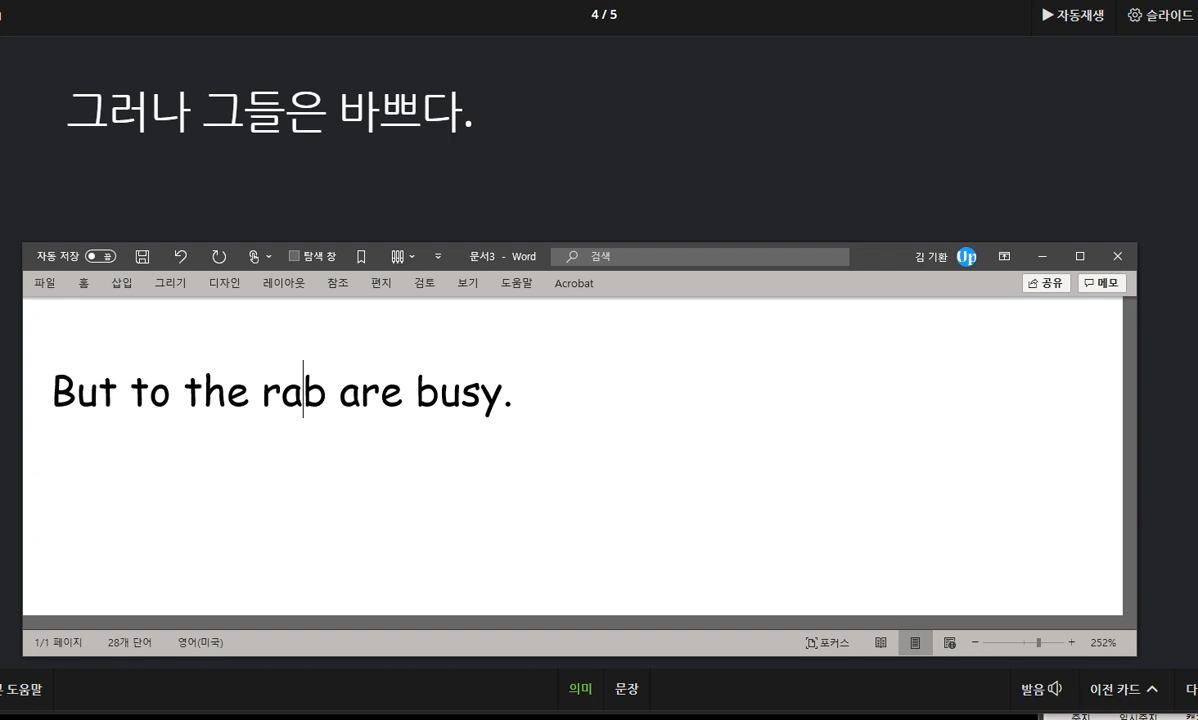 4 / 5
▶자동재생
슬라이드
그러나 그들은 바쁘다.
자동 저장 끔
탐색 창
문서3 - Word
검색
김 기환
Up
파일 홈 삽입 그리기 디자인 레이아웃 참조 편지 검토 보기 도움말 Acrobat
공유
메모
But to the rab are busy.
1/1 페이지 28개 단어 영어(미국)
포커스
− + 252%
도움말
의미 문장
발음
이전 카드
다